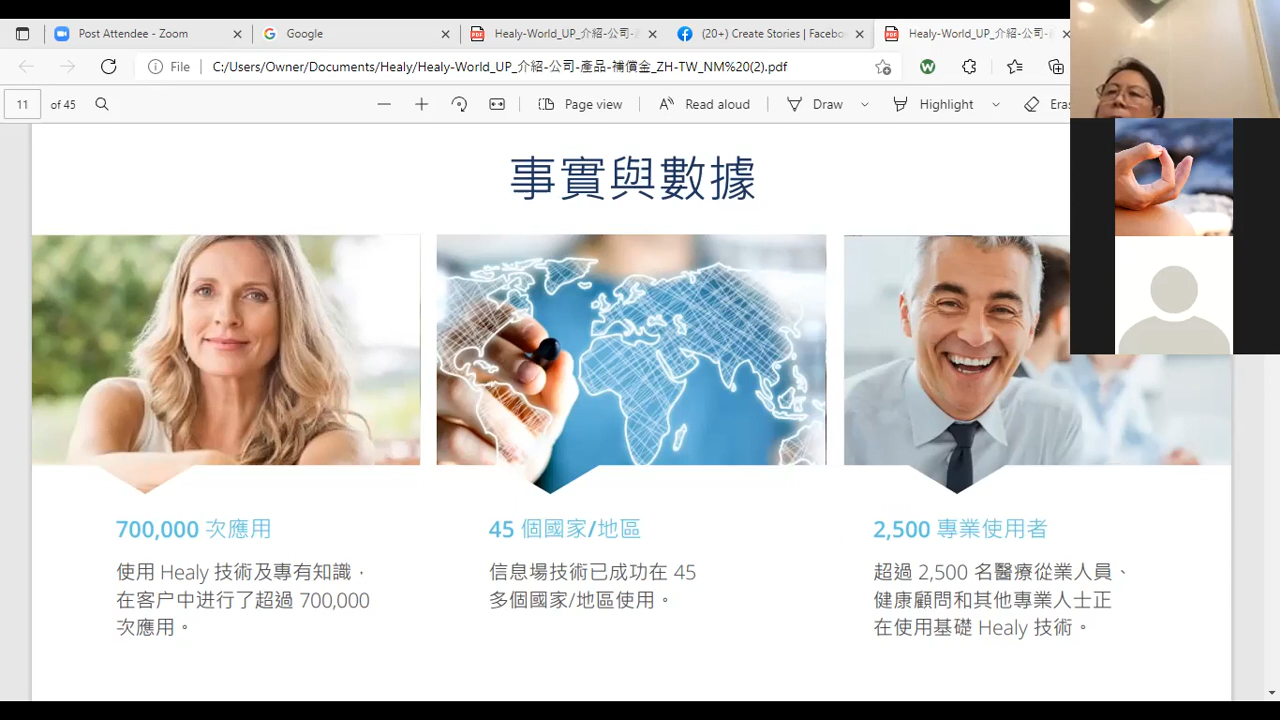 Post Attendee - Zoom
Google
Healy-World_UP_介紹-公司-
(20+) Create Stories | Facebo
Healy-World_UP_介紹-公司-
File
C:/Users/Owner/Documents/Healy/Healy-World_UP_介紹-公司-產品-補償金_ZH-TW_NM%20(2).pdf
11 of 45
Page view
Read aloud
Draw
Highlight
Eras
事實與數據
700,000 次應用
使用 Healy 技術及專有知識，
在客户中进行了超過 700,000
次應用。
45 個國家/地區
信息場技術已成功在 45
多個國家/地區使用。
2,500 專業使用者
超過 2,500 名醫療從業人員、
健康顧問和其他專業人士正
在使用基礎 Healy 技術。